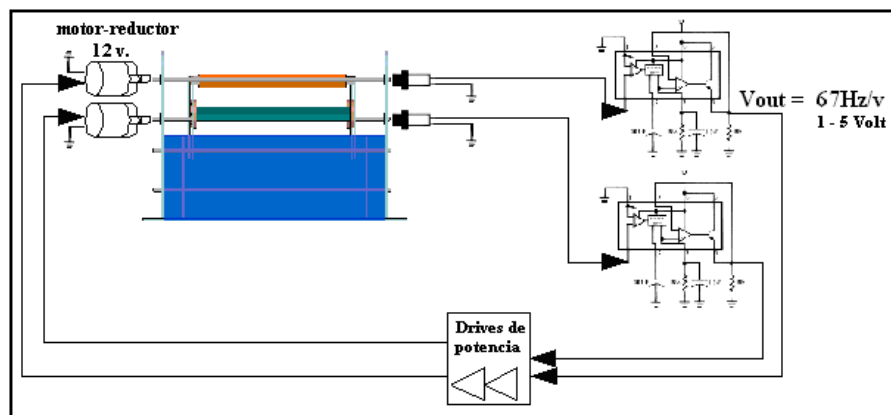 motor-reductor
12 v.
Vout = 67Hz/v
1 - 5 Volt
Drives de
potencia